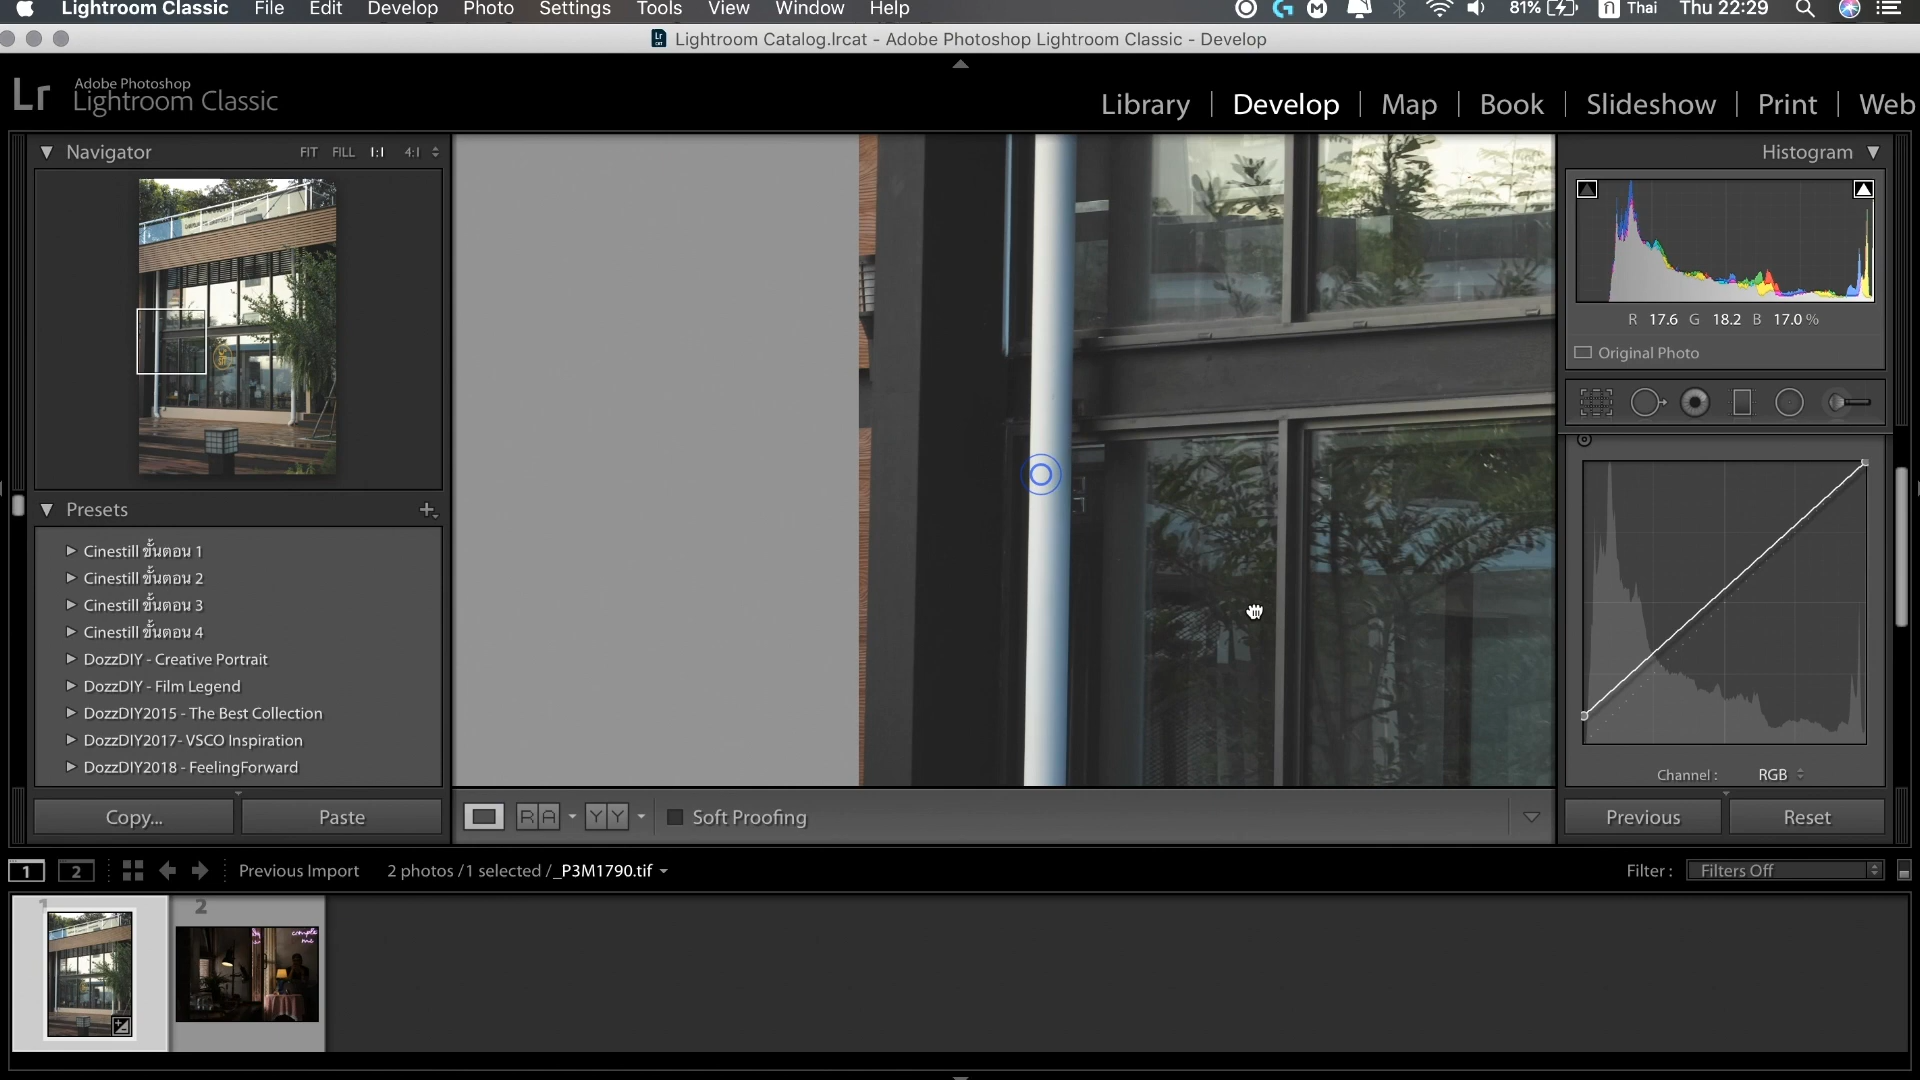 Lightroom Classic File Edit Develop Photo Settings Tools View Window Help 81% ก Thai Thu 22:29
Lightroom Catalog.lrcat - Adobe Photoshop Lightroom Classic - Develop
Lr Adobe Photoshop
Lightroom Classic
Library | Develop | Map | Book | Slideshow | Print | Web
Navigator FIT FILL 1:1 4:1
Histogram
R 17.6 G 18.2 B 17.0 %
Original Photo
Presets
Cinestill ขั้นตอน 1
Cinestill ขั้นตอน 2
Cinestill ขั้นตอน 3
Cinestill ขั้นตอน 4
DozzDIY - Creative Portrait
DozzDIY - Film Legend
DozzDIY2015 - The Best Collection
DozzDIY2017- VSCO Inspiration
DozzDIY2018 - FeelingForward
Channel : RGB
Copy... Paste
R A Y Y Soft Proofing
Previous Reset
1 2 Previous Import 2 photos /1 selected /_P3M1790.tif
Filter : Filters Off
1 2